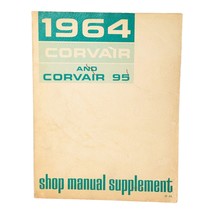 1964
CORVAIR
AND
CORVAIR 95
shop manual supplement